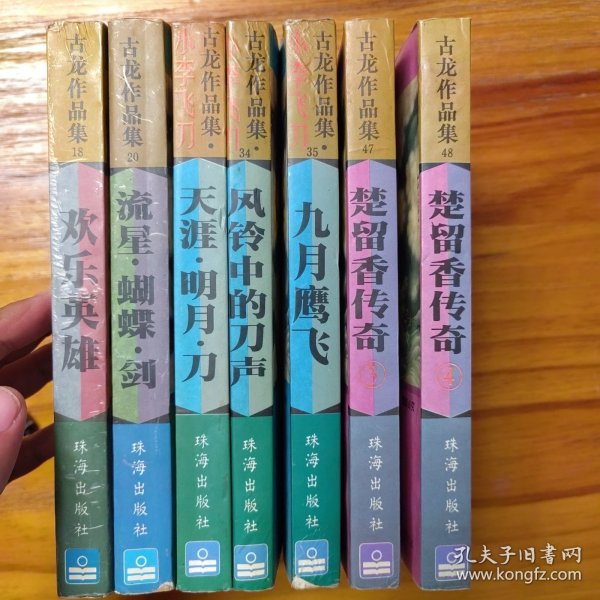 古龙作品集
18
欢乐英雄
珠海出版社
古龙作品集
20
流星·蝴蝶·剑
珠海出版社
古龙作品集·
小李飞刀
天涯·明月·刀
珠海出版社
古龙作品集·
34
风铃中的刀声
珠海出版社
古龙作品集·
35
九月鹰飞
珠海出版社
古龙作品集
47
楚留香传奇
③
珠海出版社
古龙作品集
48
楚留香传奇
④
珠海出版社
孔夫子旧书网
www.kongfz.com